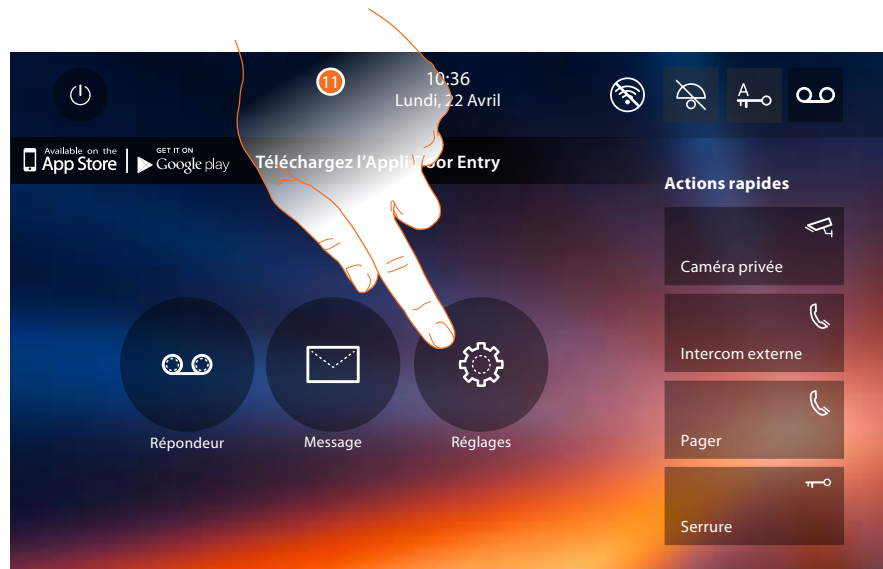 11
10:36
Lundi, 22 Avril
A
Available on the
App Store
GET IT ON
Google play
Téléchargez l'Appli oor Entry
Actions rapides
Caméra privée
Intercom externe
Pager
Serrure
Répondeur
Message
Réglages